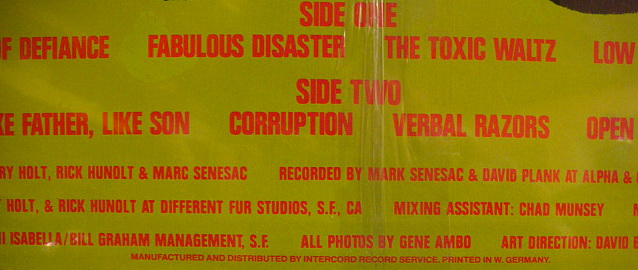 SIDE ONE
OF DEFIANCE FABULOUS DISASTER THE TOXIC WALTZ LOW
SIDE TWO
KE FATHER, LIKE SON CORRUPTION VERBAL RAZORS OPEN
RY HOLT, RICK HUNOLT & MARC SENESAC RECORDED BY MARK SENESAC & DAVID PLANK AT ALPHA &
HOLT, & RICK HUNOLT AT DIFFERENT FUR STUDIOS, S.F., CA MIXING ASSISTANT: CHAD MUNSEY
NI ISABELLA/BILL GRAHAM MANAGEMENT, S.F. ALL PHOTOS BY GENE AMBO ART DIRECTION: DAVID B
MANUFACTURED AND DISTRIBUTED BY INTERCORD RECORD SERVICE. PRINTED IN W. GERMANY.